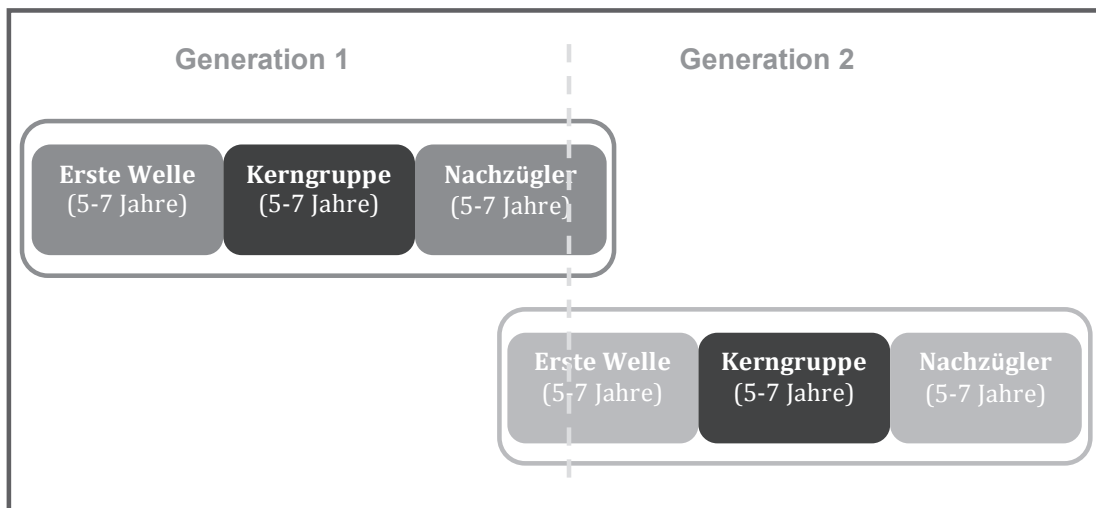 Generation 1
Generation 2
Erste Welle
(5-7 Jahre)
Kerngruppe
(5-7 Jahre)
Nachzügler
(5-7 Jahre)
Erste Welle
(5-7 Jahre)
Kerngruppe
(5-7 Jahre)
Nachzügler
(5-7 Jahre)